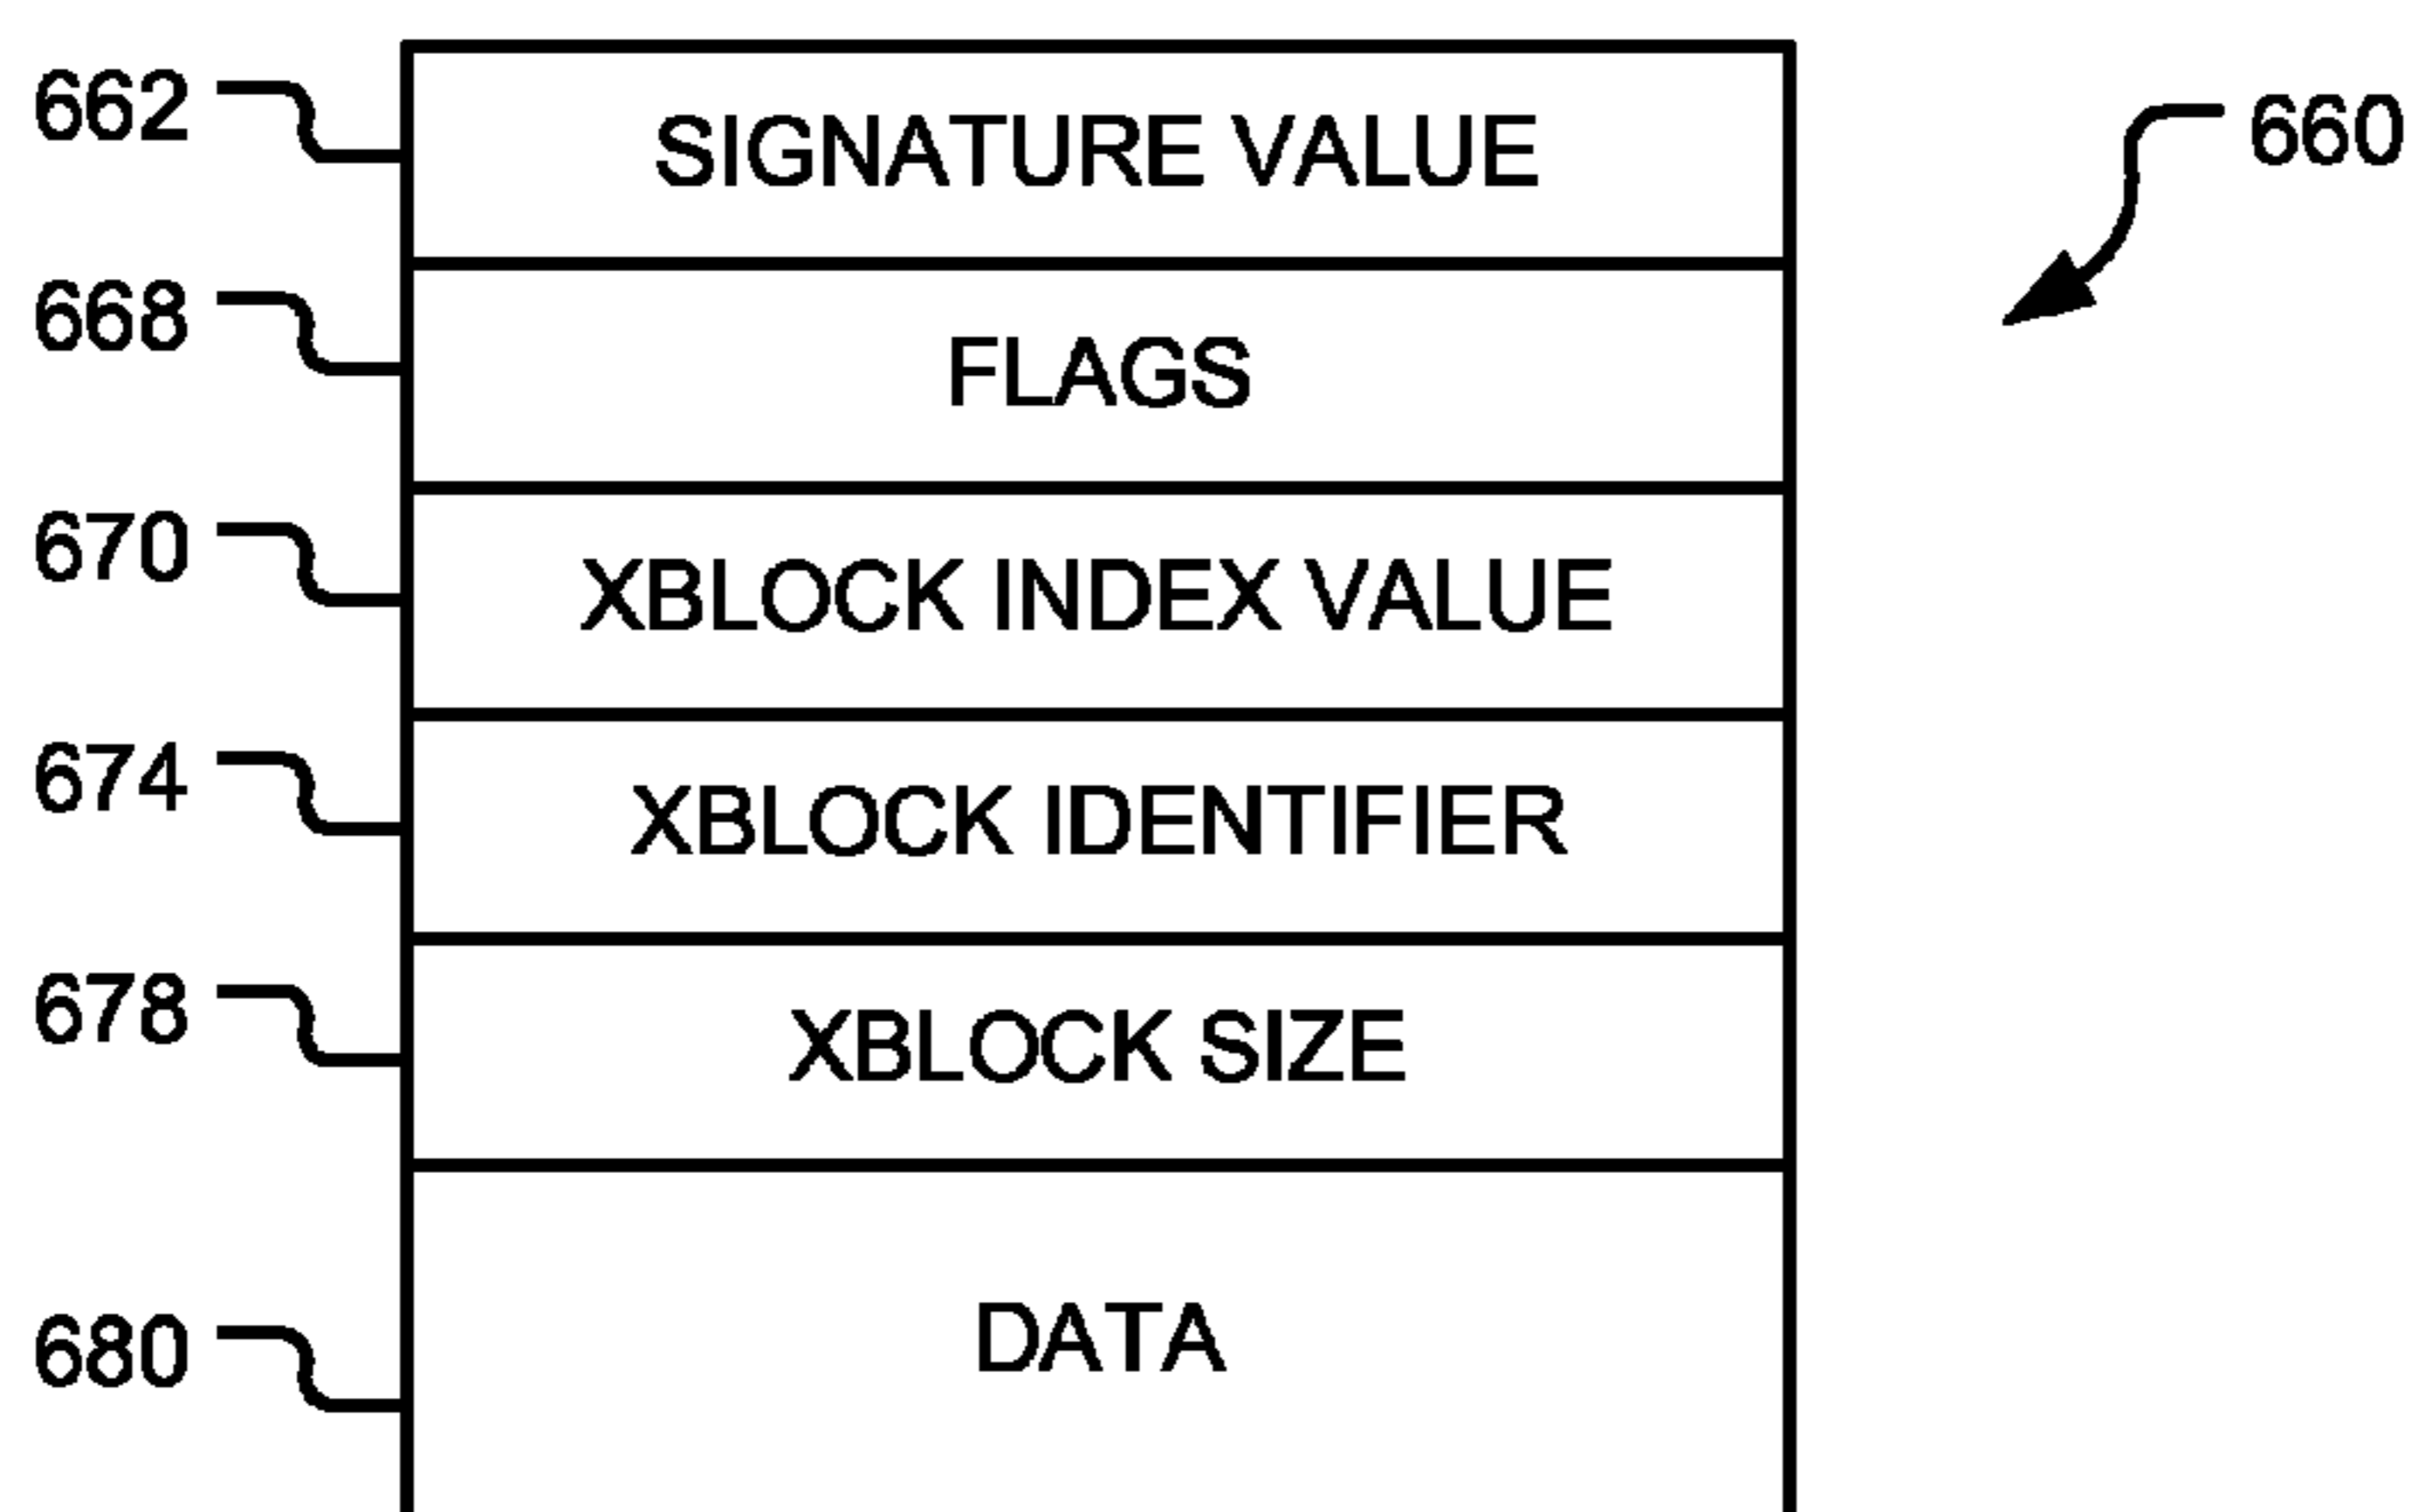 662 SIGNATURE VALUE 660
668 FLAGS
670 XBLOCK INDEX VALUE
674 XBLOCK IDENTIFIER
678 XBLOCK SIZE
680 DATA